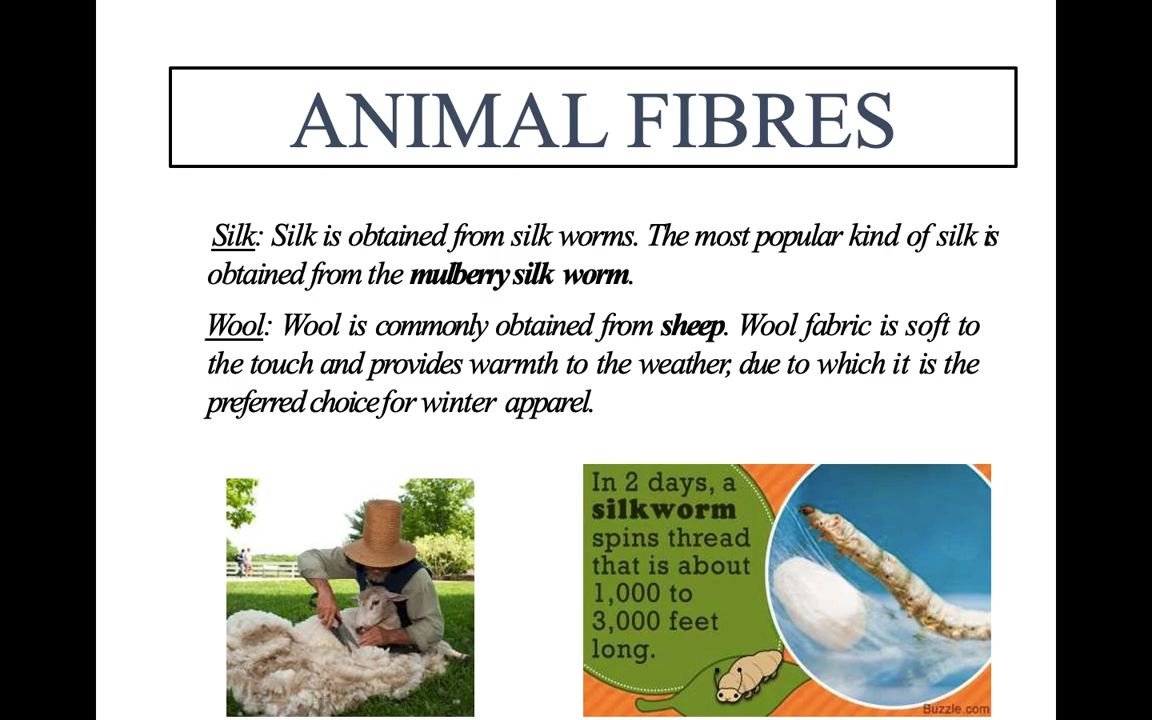 ANIMAL FIBRES
Silk: Silk is obtained from silk worms. The most popular kind of silk is
obtained from the mulberry silk worm.
Wool: Wool is commonly obtained from sheep. Wool fabric is soft to
the touch and provides warmth to the weather, due to which it is the
preferred choice for winter apparel.
In 2 days, a
silkworm
spins thread
that is about
1,000 to
3,000 feet
long.
Buzzle.com